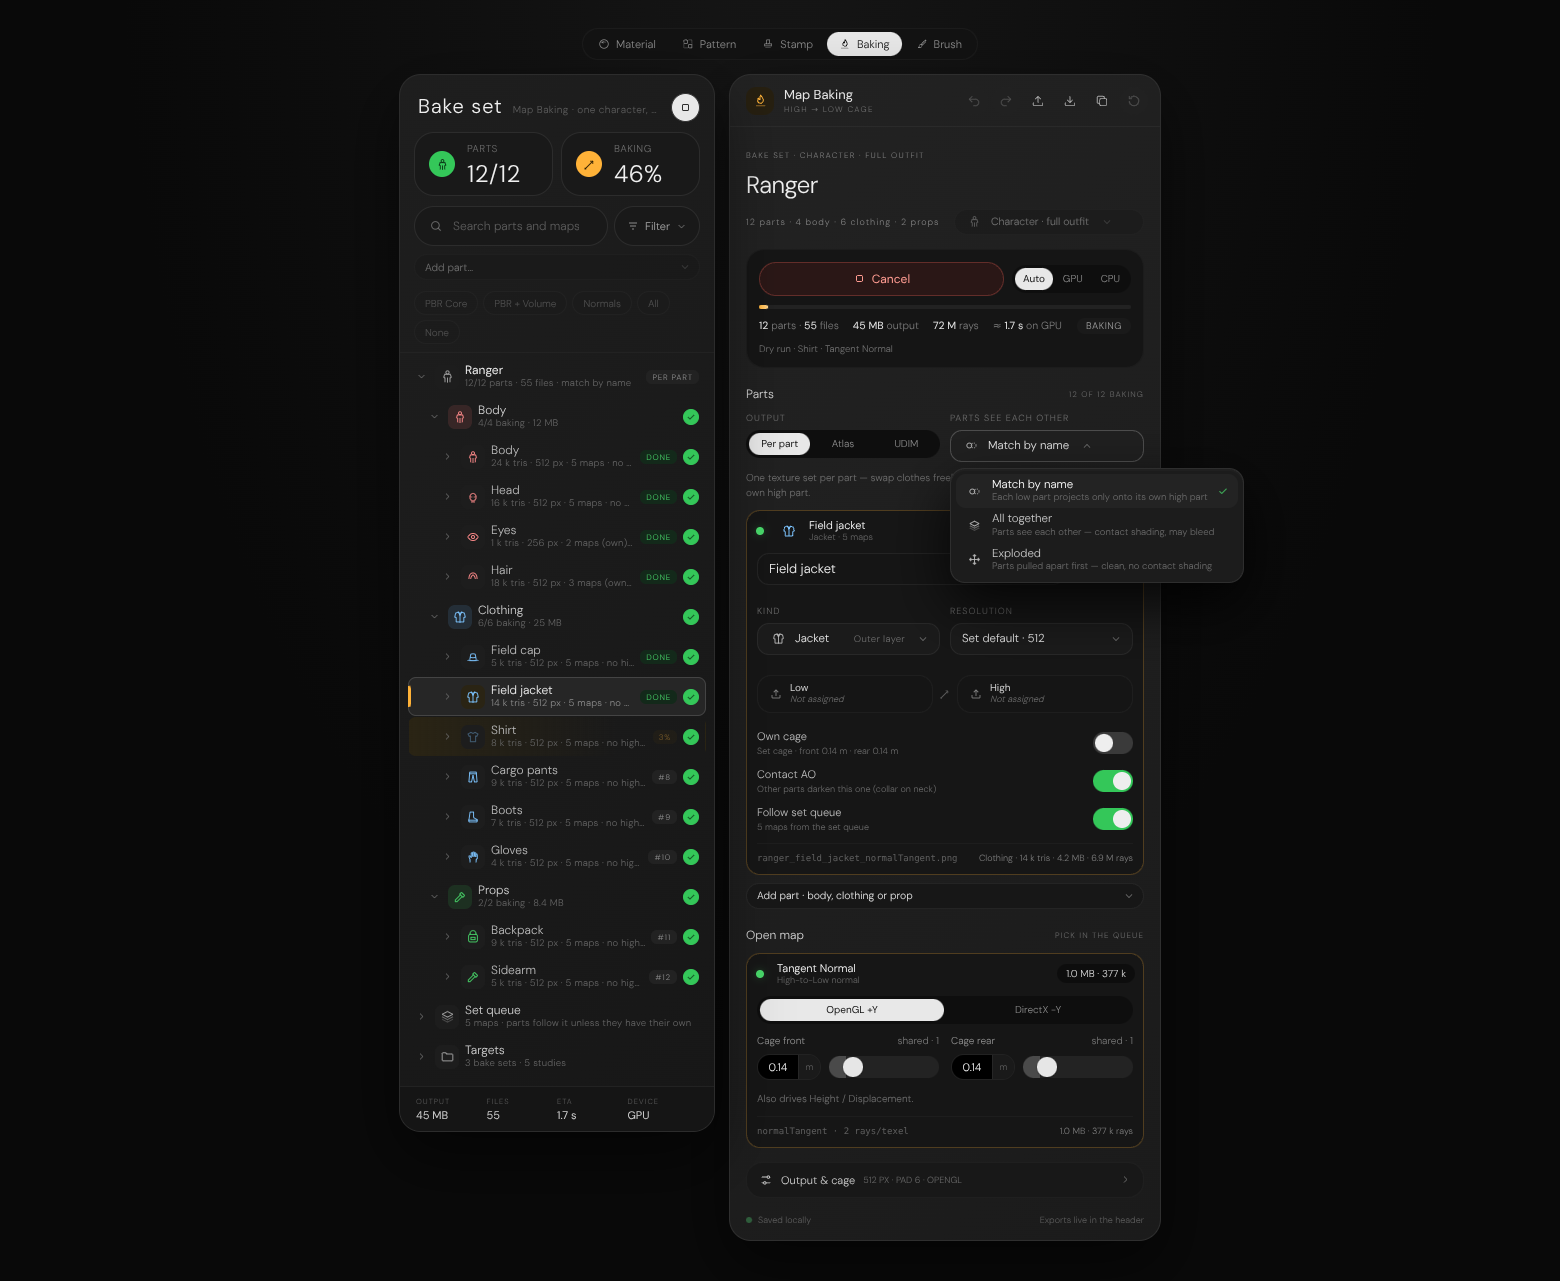 Material
Pattern
Stamp
Baking
Brush
Bake set
Map Baking · one character, ...
PARTS
12/12
BAKING
46%
Search parts and maps
Filter
Add part...
PBR Core
PBR + Volume
Normals
All
None
Ranger
12/12 parts · 55 files · match by name
PER PART
Body
4/4 baking · 12 MB
Body
24 k tris · 512 px · 5 maps · no ...
DONE
Head
16 k tris · 512 px · 5 maps · no ...
DONE
Eyes
1 k tris · 256 px · 2 maps (own)...
DONE
Hair
18 k tris · 512 px · 3 maps (own...
DONE
Clothing
6/6 baking · 25 MB
Field cap
5 k tris · 512 px · 5 maps · no hi...
DONE
Field jacket
14 k tris · 512 px · 5 maps · no ...
DONE
Shirt
8 k tris · 512 px · 5 maps · no high...
3%
Cargo pants
9 k tris · 512 px · 5 maps · no high...
#8
Boots
7 k tris · 512 px · 5 maps · no high...
#9
Gloves
4 k tris · 512 px · 5 maps · no hig...
#10
Props
2/2 baking · 8.4 MB
Backpack
9 k tris · 512 px · 5 maps · no high...
#11
Sidearm
5 k tris · 512 px · 5 maps · no hig...
#12
Set queue
5 maps · parts follow it unless they have their own
Targets
3 bake sets · 5 studies
OUTPUT
45 MB
FILES
55
ETA
1.7 s
DEVICE
GPU
Map Baking
HIGH → LOW CAGE
BAKE SET · CHARACTER · FULL OUTFIT
Ranger
12 parts · 4 body · 6 clothing · 2 props
Character · full outfit
Cancel
Auto
GPU
CPU
12 parts · 55 files
45 MB output
72 M rays
≈ 1.7 s on GPU
BAKING
Dry run · Shirt · Tangent Normal
Parts
12 OF 12 BAKING
OUTPUT
Per part
Atlas
UDIM
PARTS SEE EACH OTHER
Match by name
One texture set per part — swap clothes free
own high part.
Match by name
Each low part projects only onto its own high part
All together
Parts see each other — contact shading, may bleed
Exploded
Parts pulled apart first — clean, no contact shading
Field jacket
Jacket · 5 maps
Field jacket
KIND
Jacket
Outer layer
RESOLUTION
Set default · 512
Low
Not assigned
High
Not assigned
Own cage
Set cage · front 0.14 m · rear 0.14 m
Contact AO
Other parts darken this one (collar on neck)
Follow set queue
5 maps from the set queue
ranger_field_jacket_normalTangent.png
Clothing · 14 k tris · 4.2 MB · 6.9 M rays
Add part · body, clothing or prop
Open map
PICK IN THE QUEUE
Tangent Normal
High-to-Low normal
1.0 MB · 377 k
OpenGL +Y
DirectX -Y
Cage front
shared · 1
0.14
m
Cage rear
shared · 1
0.14
m
Also drives Height / Displacement.
normalTangent · 2 rays/texel
1.0 MB · 377 k rays
Output & cage
512 PX · PAD 6 · OPENGL
Saved locally
Exports live in the header